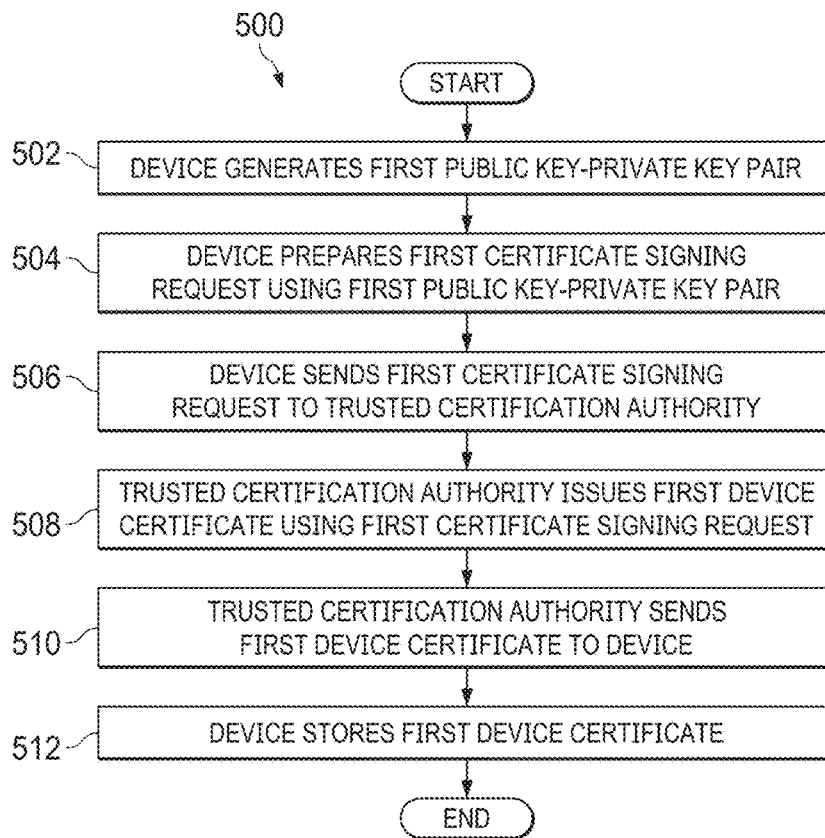 500
START
502
DEVICE GENERATES FIRST PUBLIC KEY-PRIVATE KEY PAIR
504
DEVICE PREPARES FIRST CERTIFICATE SIGNING
REQUEST USING FIRST PUBLIC KEY-PRIVATE KEY PAIR
506
DEVICE SENDS FIRST CERTIFICATE SIGNING
REQUEST TO TRUSTED CERTIFICATION AUTHORITY
508
TRUSTED CERTIFICATION AUTHORITY ISSUES FIRST DEVICE
CERTIFICATE USING FIRST CERTIFICATE SIGNING REQUEST
510
TRUSTED CERTIFICATION AUTHORITY SENDS
FIRST DEVICE CERTIFICATE TO DEVICE
512
DEVICE STORES FIRST DEVICE CERTIFICATE
END